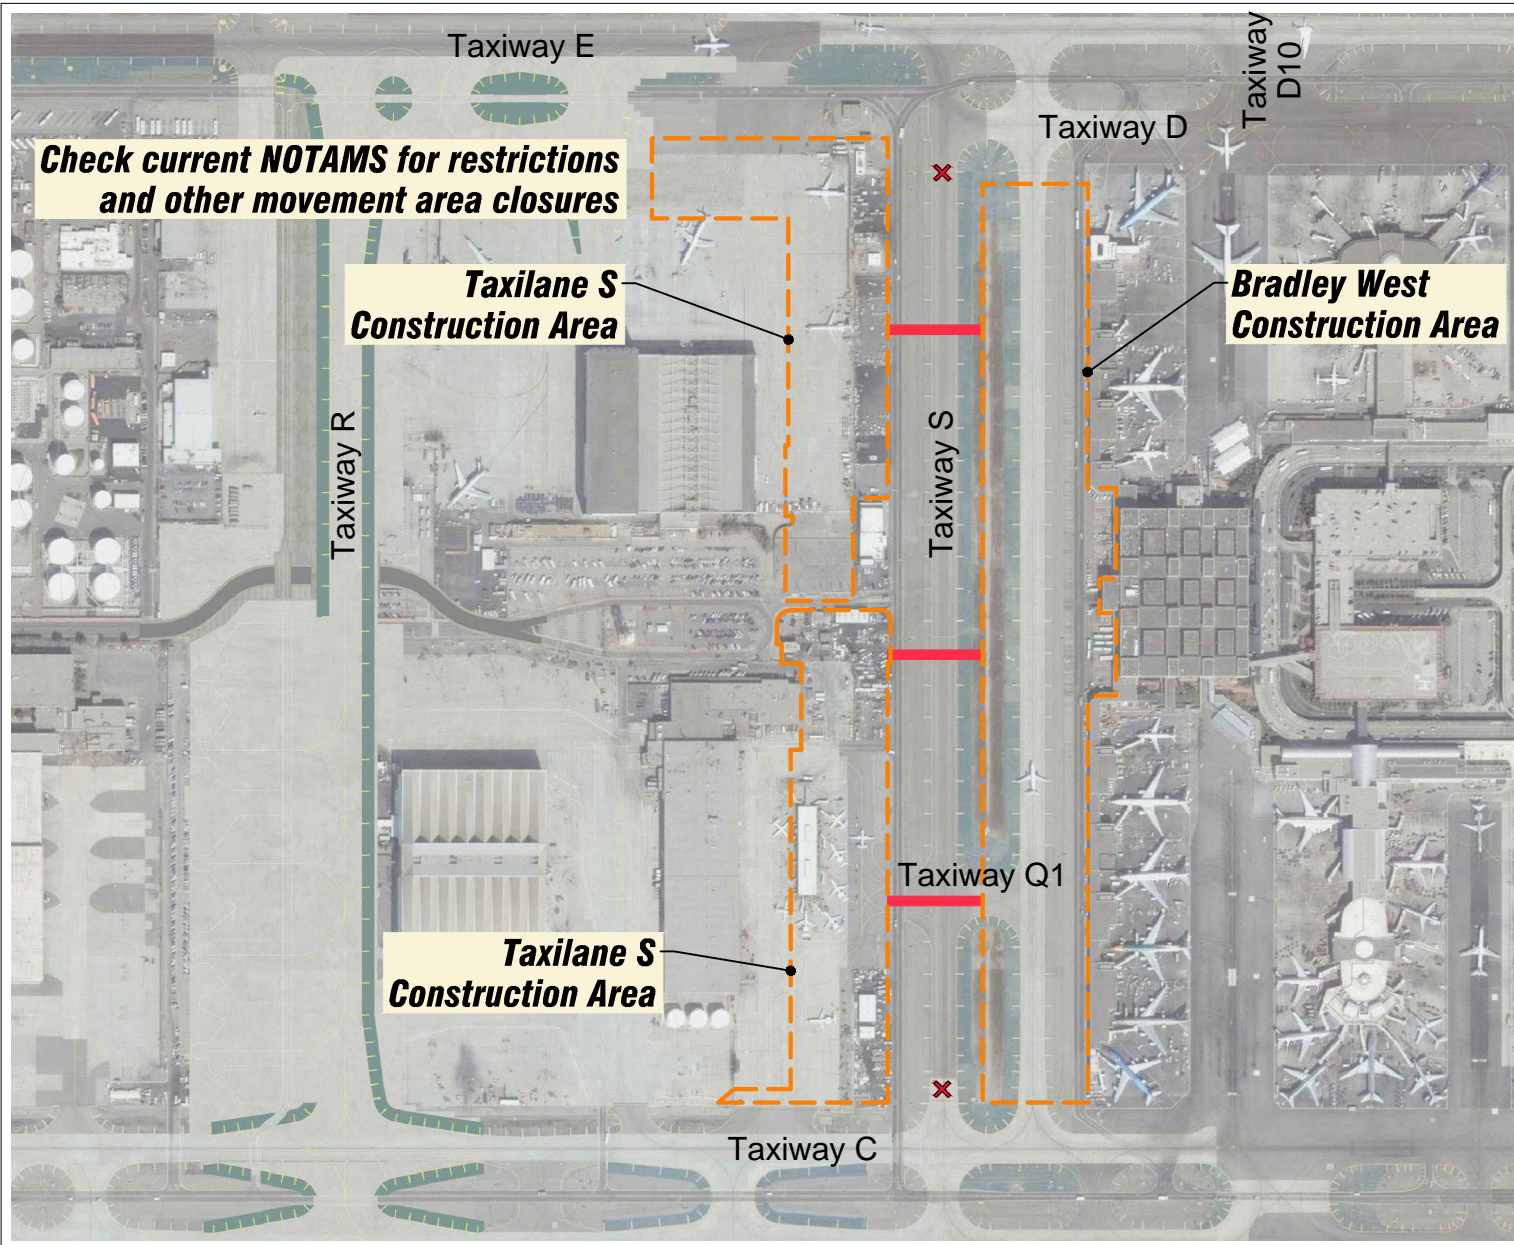 Taxiway E
Taxiway
D10
Taxiway D
Check current NOTAMS for restrictions
and other movement area closures
Taxilane S
Construction Area
Bradley West
Construction Area
Taxiway R
Taxiway S
Taxiway Q1
Taxilane S
Construction Area
Taxiway C